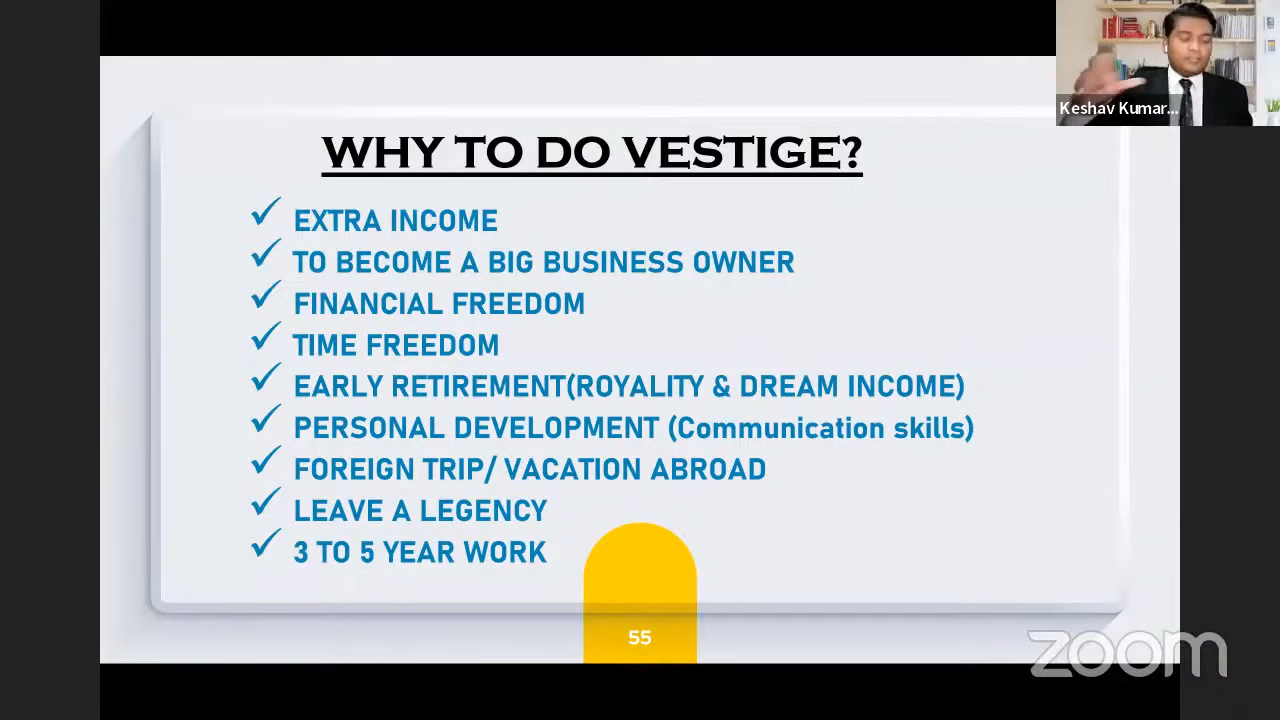 Keshav Kumar...
WHY TO DO VESTIGE?
✓ EXTRA INCOME
✓ TO BECOME A BIG BUSINESS OWNER
✓ FINANCIAL FREEDOM
✓ TIME FREEDOM
✓ EARLY RETIREMENT(ROYALITY & DREAM INCOME)
✓ PERSONAL DEVELOPMENT (Communication skills)
✓ FOREIGN TRIP/ VACATION ABROAD
✓ LEAVE A LEGENCY
✓ 3 TO 5 YEAR WORK
55
zoom